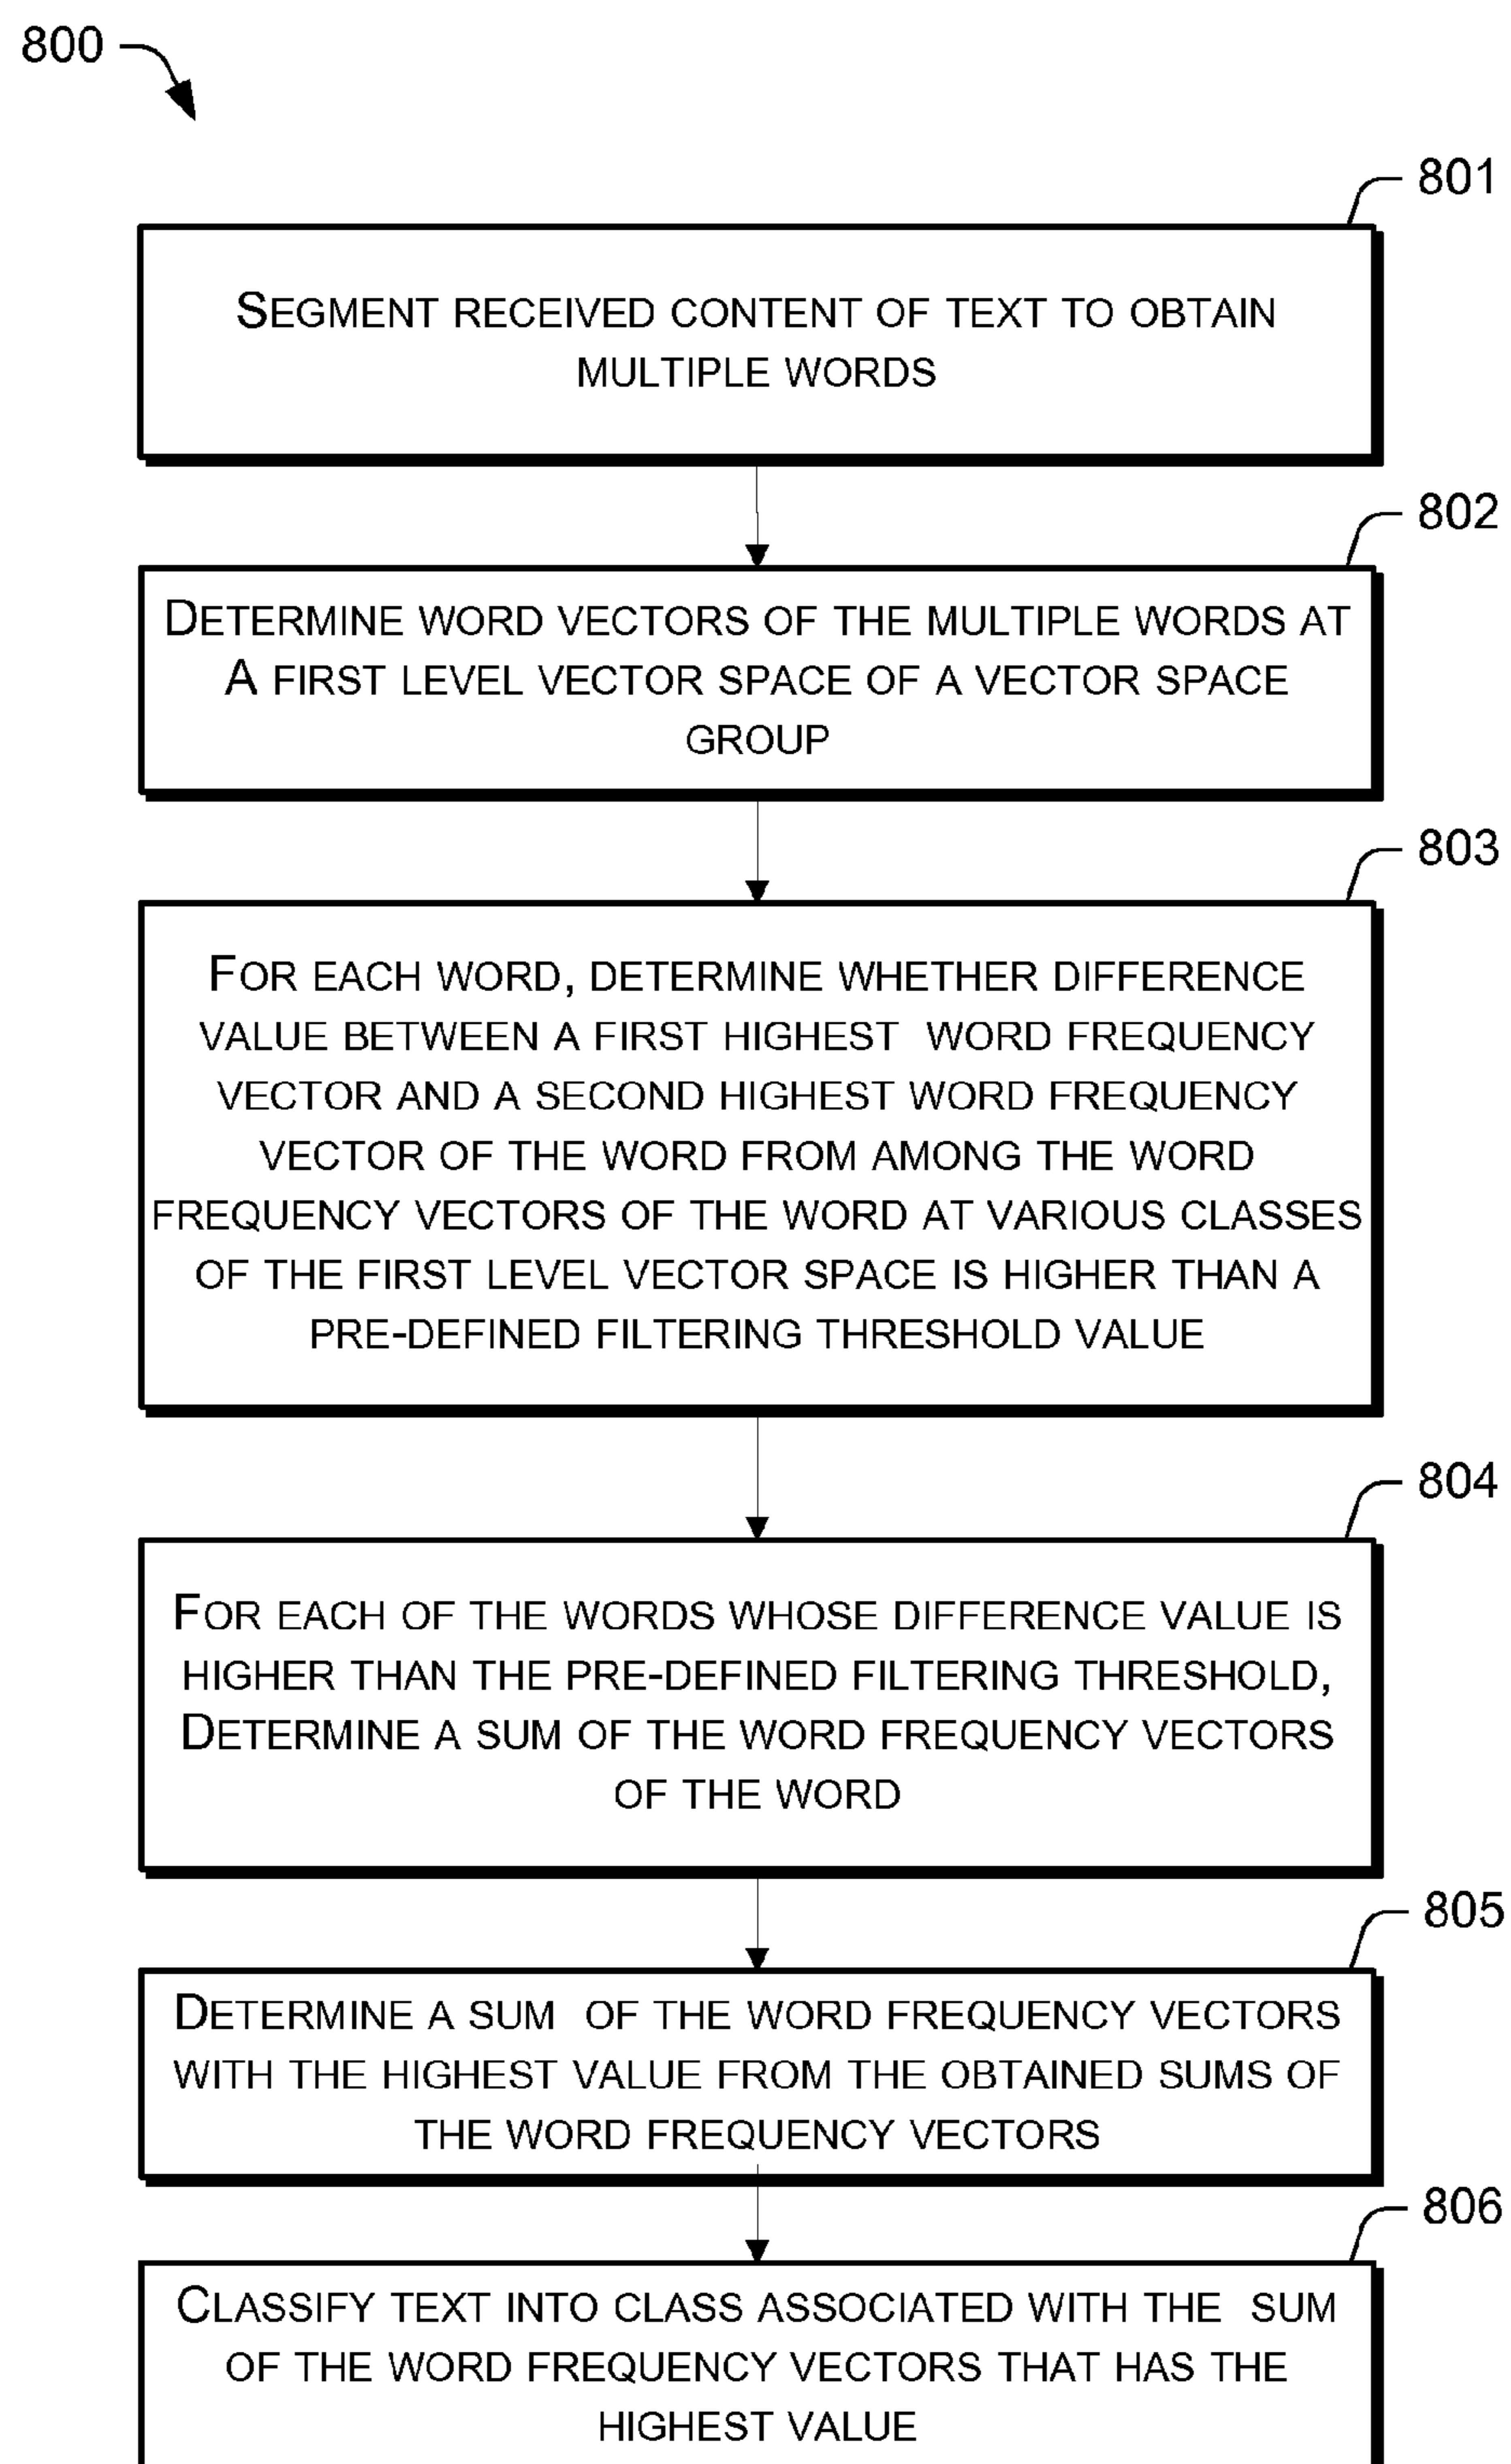 800
801
SEGMENT RECEIVED CONTENT OF TEXT TO OBTAIN
MULTIPLE WORDS
802
DETERMINE WORD VECTORS OF THE MULTIPLE WORDS AT
A FIRST LEVEL VECTOR SPACE OF A VECTOR SPACE
GROUP
803
FOR EACH WORD, DETERMINE WHETHER DIFFERENCE
VALUE BETWEEN A FIRST HIGHEST WORD FREQUENCY
VECTOR AND A SECOND HIGHEST WORD FREQUENCY
VECTOR OF THE WORD FROM AMONG THE WORD
FREQUENCY VECTORS OF THE WORD AT VARIOUS CLASSES
OF THE FIRST LEVEL VECTOR SPACE IS HIGHER THAN A
PRE-DEFINED FILTERING THRESHOLD VALUE
804
FOR EACH OF THE WORDS WHOSE DIFFERENCE VALUE IS
HIGHER THAN THE PRE-DEFINED FILTERING THRESHOLD,
DETERMINE A SUM OF THE WORD FREQUENCY VECTORS
OF THE WORD
805
DETERMINE A SUM OF THE WORD FREQUENCY VECTORS
WITH THE HIGHEST VALUE FROM THE OBTAINED SUMS OF
THE WORD FREQUENCY VECTORS
806
CLASSIFY TEXT INTO CLASS ASSOCIATED WITH THE SUM
OF THE WORD FREQUENCY VECTORS THAT HAS THE
HIGHEST VALUE